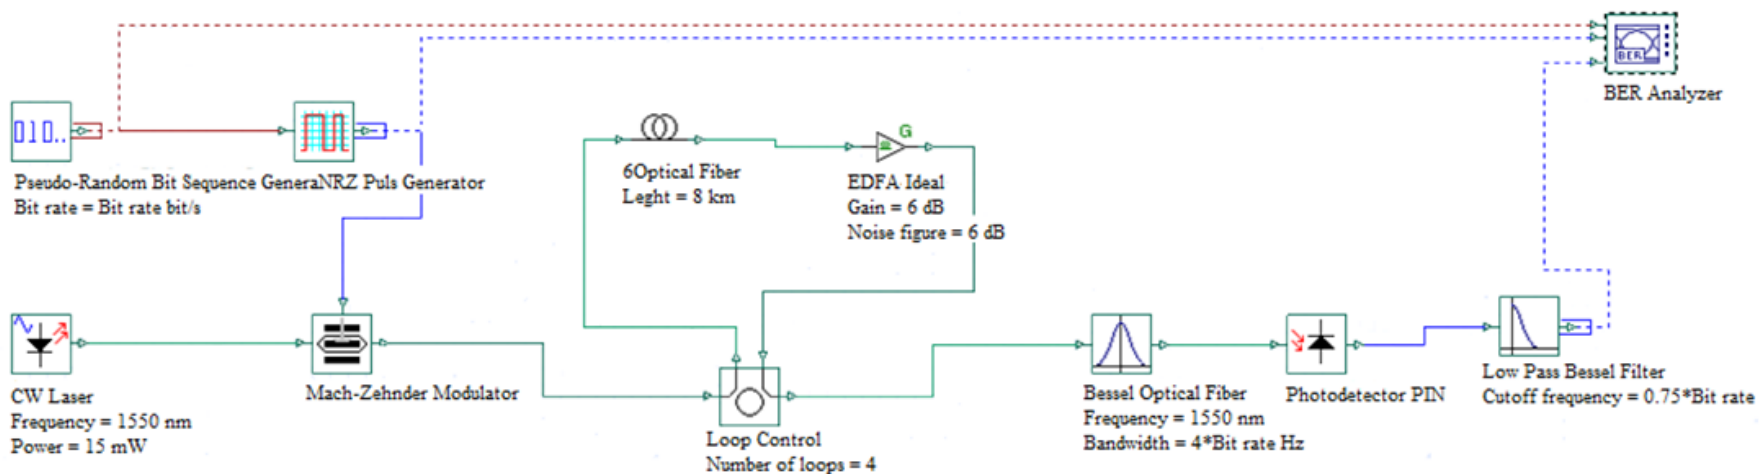 BER
BER Analyzer
010..
Pseudo-Random Bit Sequence GeneraNRZ Puls Generator
Bit rate = Bit rate bit/s
6Optical Fiber
Leght = 8 km
G
=
EDFA Ideal
Gain = 6 dB
Noise figure = 6 dB
CW Laser
Frequency = 1550 nm
Power = 15 mW
Mach-Zehnder Modulator
Loop Control
Number of loops = 4
Bessel Optical Fiber
Frequency = 1550 nm
Bandwidth = 4*Bit rate Hz
Photodetector PIN
Low Pass Bessel Filter
Cutoff frequency = 0.75*Bit rate